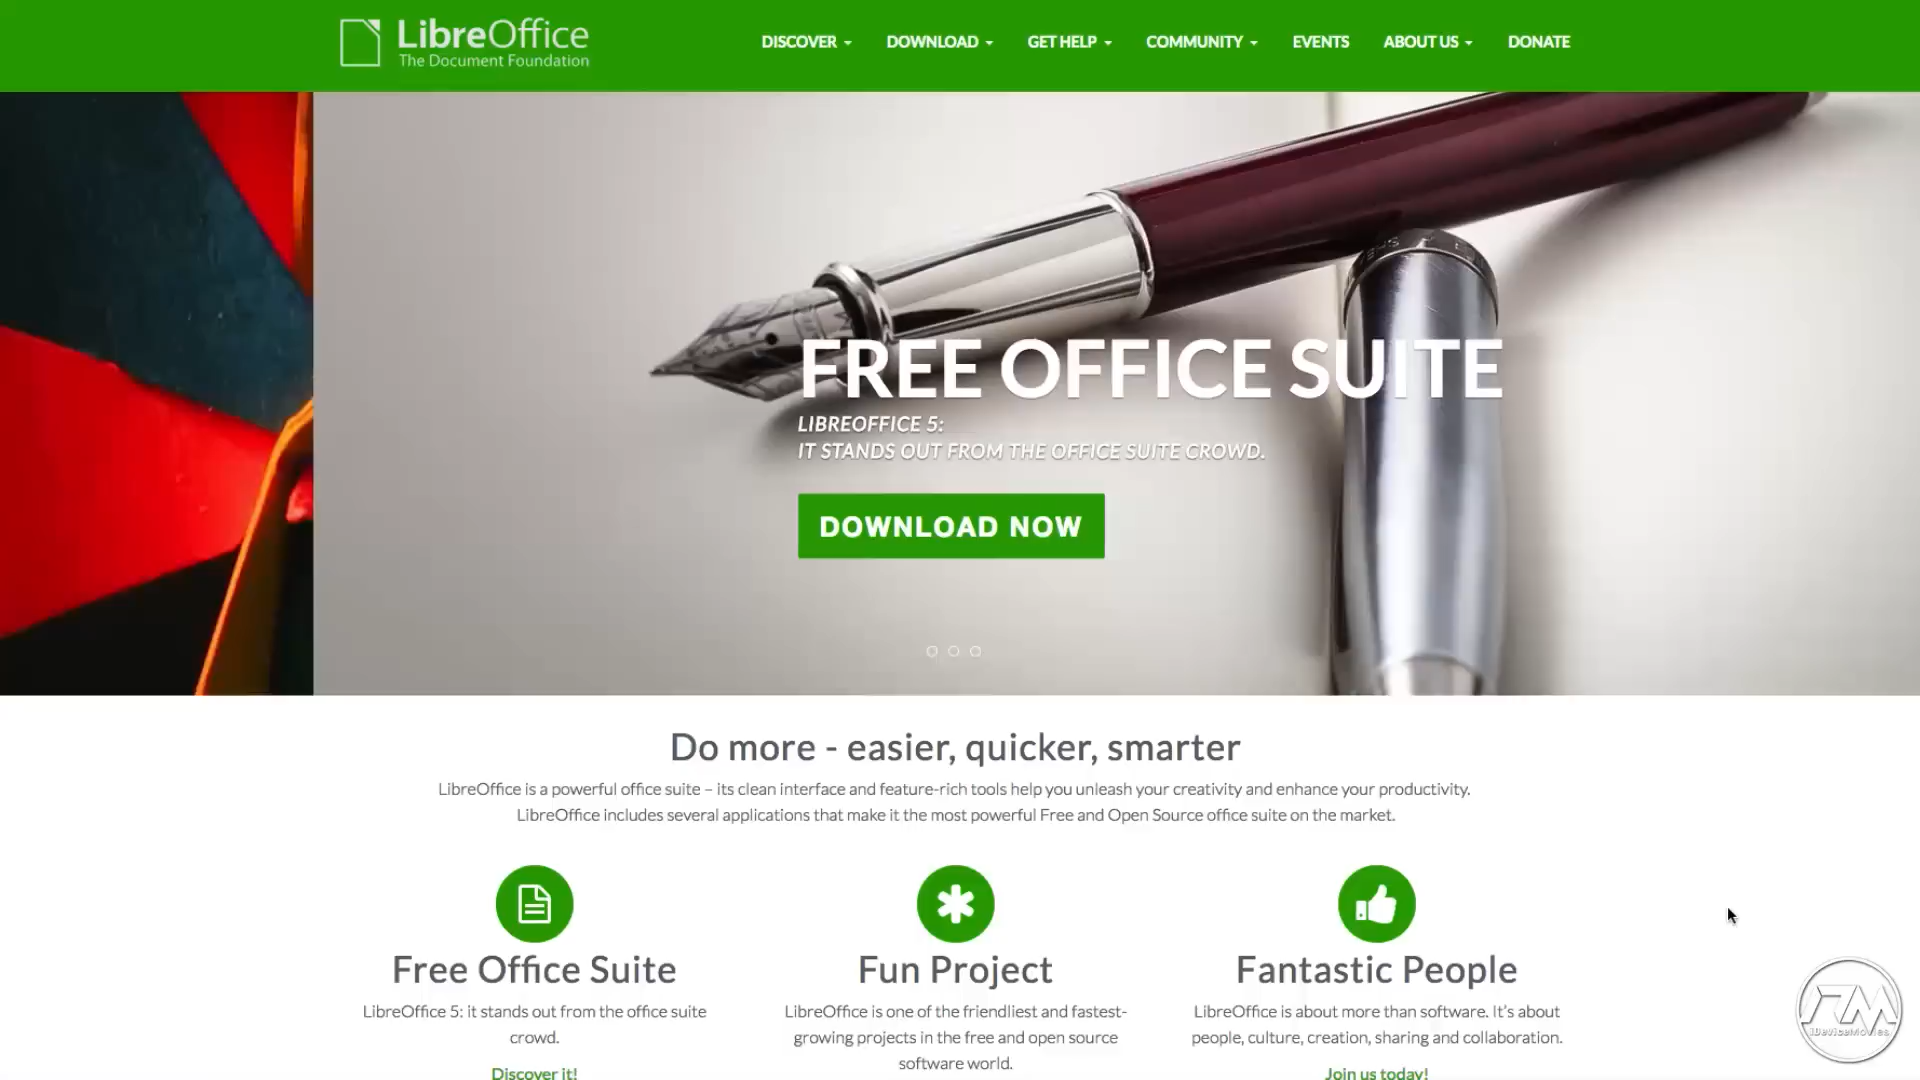 LibreOffice
The Document Foundation
DISCOVER
DOWNLOAD
GET HELP
COMMUNITY
EVENTS
ABOUT US
DONATE
FREE OFFICE SUITE
LIBREOFFICE 5:
IT STANDS OUT FROM THE OFFICE SUITE CROWD.
DOWNLOAD NOW
Do more - easier, quicker, smarter
LibreOffice is a powerful office suite – its clean interface and feature-rich tools help you unleash your creativity and enhance your productivity.
LibreOffice includes several applications that make it the most powerful Free and Open Source office suite on the market.
Free Office Suite
LibreOffice 5: it stands out from the office suite
crowd.
Discover it!
Fun Project
LibreOffice is one of the friendliest and fastest-
growing projects in the free and open source
software world.
Fantastic People
LibreOffice is about more than software. It's about
people, culture, creation, sharing and collaboration.
Join us today!
iDeviceMovies